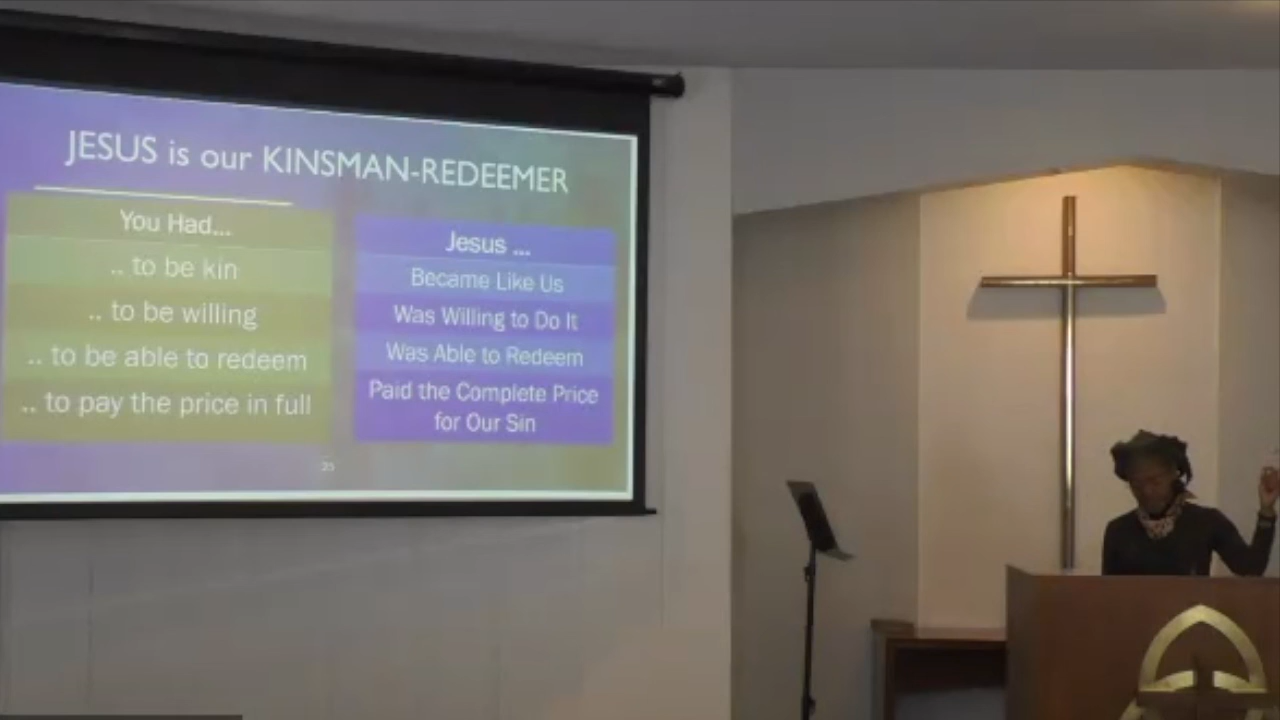 JESUS is our KINSMAN-REDEEMER
You Had...
.. to be kin
.. to be willing
.. to be able to redeem
.. to pay the price in full
Jesus ...
Became Like Us
Was Willing to Do It
Was Able to Redeem
Paid the Complete Price
for Our Sin